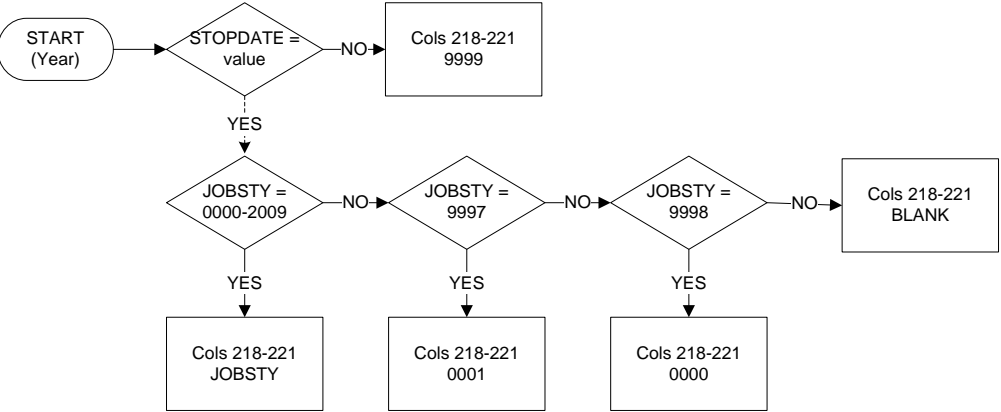 START
(Year)
STOPDATE =
value
NO
Cols 218-221
9999
YES
JOBSTY =
0000-2009
NO
JOBSTY =
9997
NO
JOBSTY =
9998
NO
Cols 218-221
BLANK
YES
YES
YES
Cols 218-221
JOBSTY
Cols 218-221
0001
Cols 218-221
0000